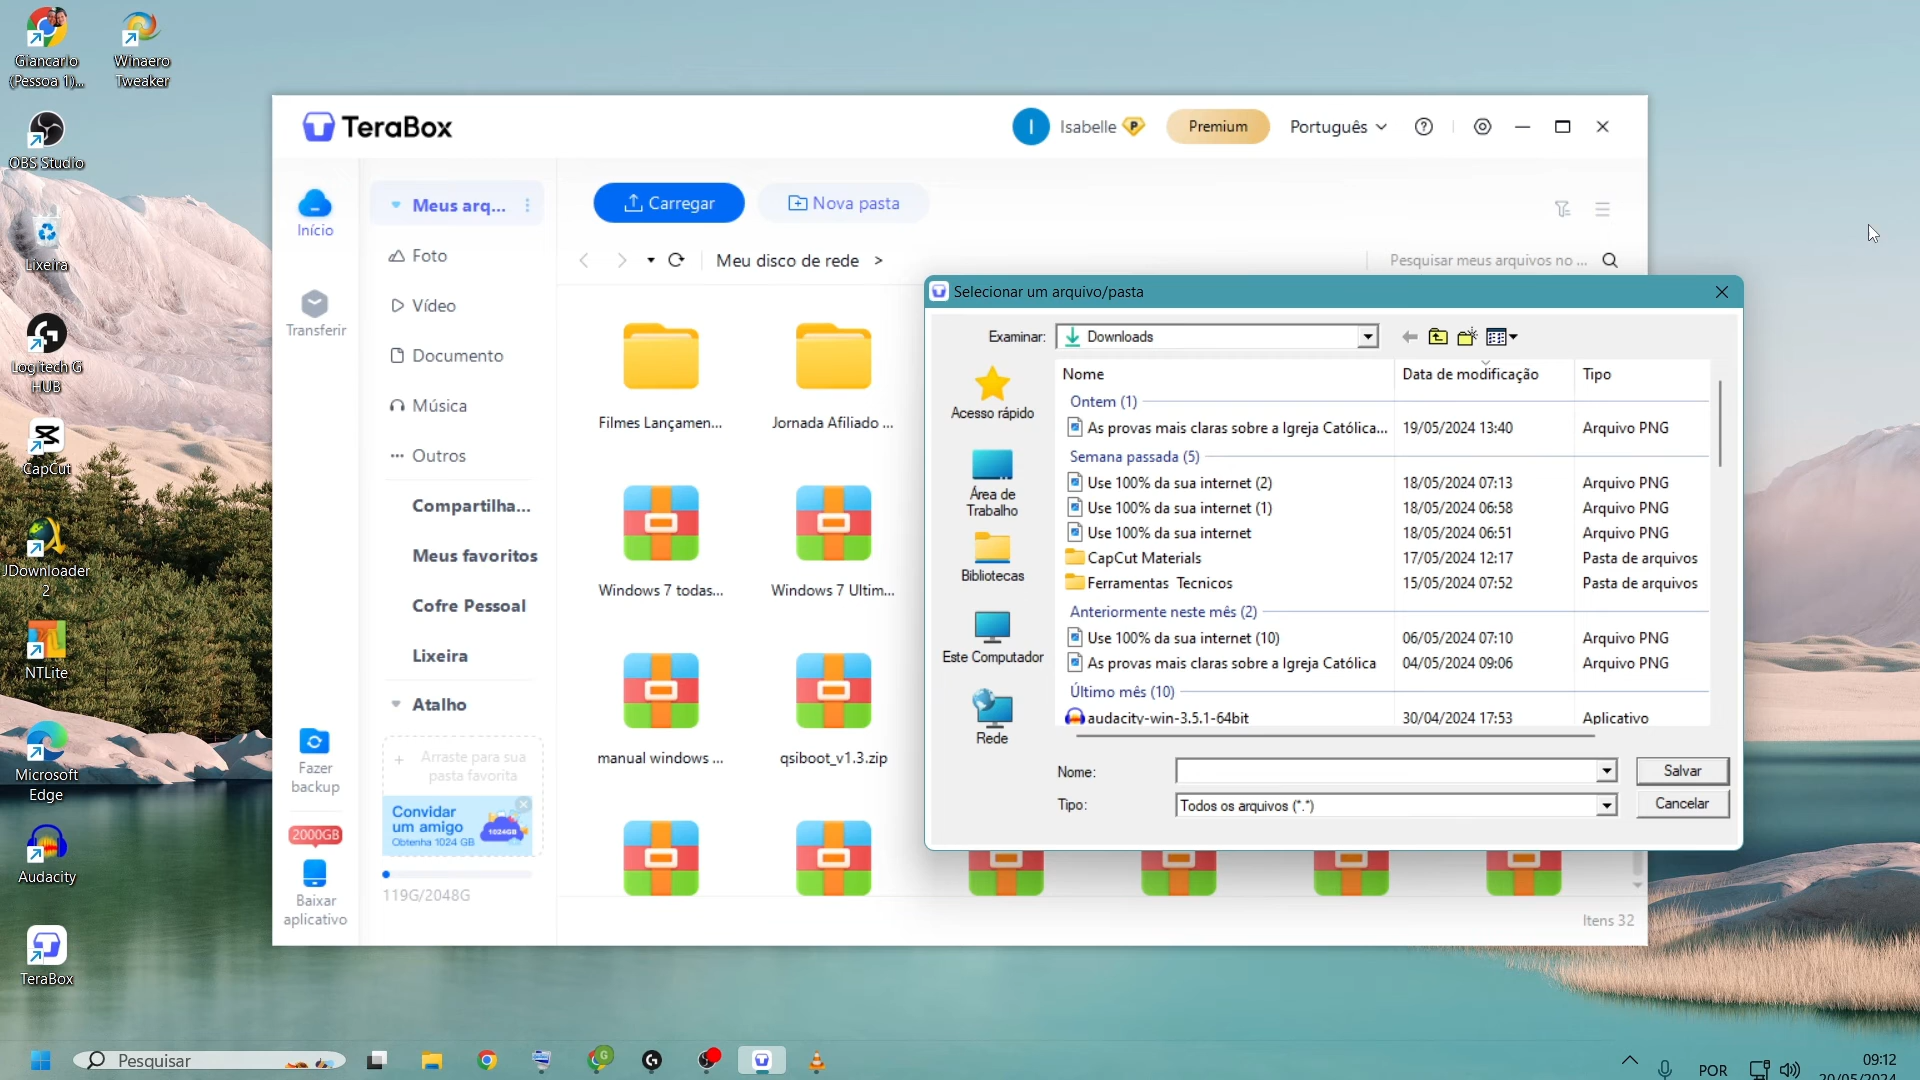 Giancarlo
(Pessoa 1)...
Winaero
Tweaker
OBS Studio
Lixeira
Logitech G
HUB
CapCut
JDownloader
2
NTLite
Microsoft
Edge
Audacity
TeraBox
TeraBox
I
Isabelle
P
Premium
Português
Início
Transferir
Fazer
backup
2000GB
Baixar
aplicativo
Meus arq...
Foto
Vídeo
Documento
Música
Outros
Compartilha...
Meus favoritos
Cofre Pessoal
Lixeira
Atalho
+ Arraste para sua
pasta favorita
Convidar
um amigo
Obtenha 1024 GB
1024GB
119G/2048G
Carregar
Nova pasta
Meu disco de rede >
Pesquisar meus arquivos no ...
Filmes Lançamen...
Jornada Afiliado ...
Windows 7 todas...
Windows 7 Ultim...
manual windows ...
qsiboot_v1.3.zip
Itens 32
Selecionar um arquivo/pasta
Examinar:
Downloads
Acesso rápido
Área de
Trabalho
Bibliotecas
Este Computador
Rede
Nome Data de modificação Tipo
Ontem (1)
As provas mais claras sobre a Igreja Católica... 19/05/2024 13:40 Arquivo PNG
Semana passada (5)
Use 100% da sua internet (2) 18/05/2024 07:13 Arquivo PNG
Use 100% da sua internet (1) 18/05/2024 06:58 Arquivo PNG
Use 100% da sua internet 18/05/2024 06:51 Arquivo PNG
CapCut Materials 17/05/2024 12:17 Pasta de arquivos
Ferramentas Tecnicos 15/05/2024 07:52 Pasta de arquivos
Anteriormente neste mês (2)
Use 100% da sua internet (10) 06/05/2024 07:10 Arquivo PNG
As provas mais claras sobre a Igreja Católica 04/05/2024 09:06 Arquivo PNG
Último mês (10)
audacity-win-3.5.1-64bit 30/04/2024 17:53 Aplicativo
Nome:
Salvar
Tipo:
Todos os arquivos (*.*)
Cancelar
Pesquisar
G
POR
09:12
20/05/2024